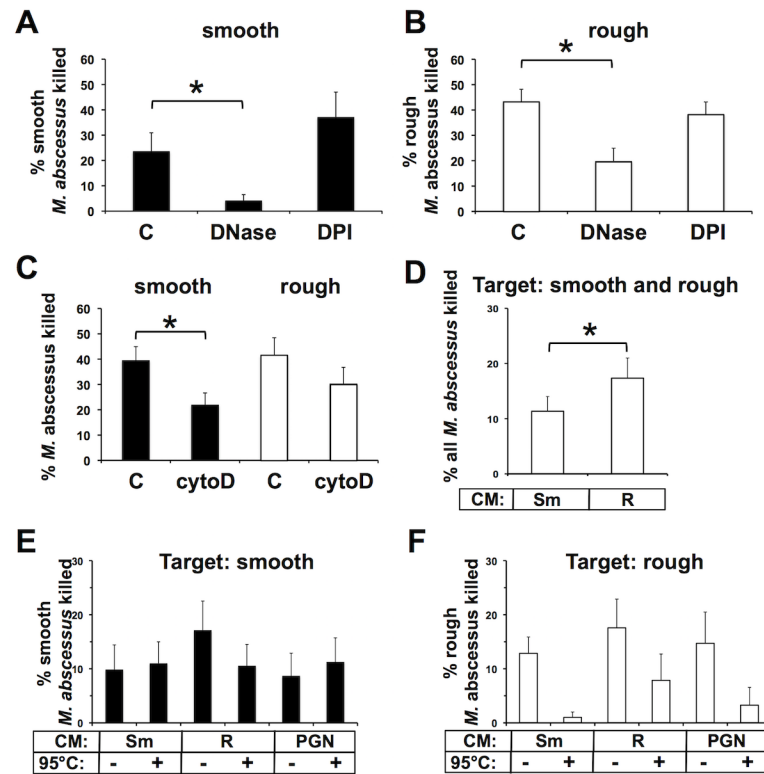 A
smooth
% smooth
M. abscessus killed
60
50
40
30
20
10
0
*
C DNase DPI
B
rough
% rough
M. abscessus killed
60
50
40
30
20
10
0
*
C DNase DPI
C
smooth rough
% M. abscessus killed
60
50
40
30
20
10
0
*
C cytoD C cytoD
D
Target: smooth and rough
% all M. abscessus killed
30
20
10
0
*
CM: Sm R
E
Target: smooth
% smooth
M. abscessus killed
30
20
10
0
CM: Sm R PGN
95°C: - + - + - +
F
Target: rough
% rough
M. abscessus killed
30
20
10
0
CM: Sm R PGN
95°C: - + - + - +